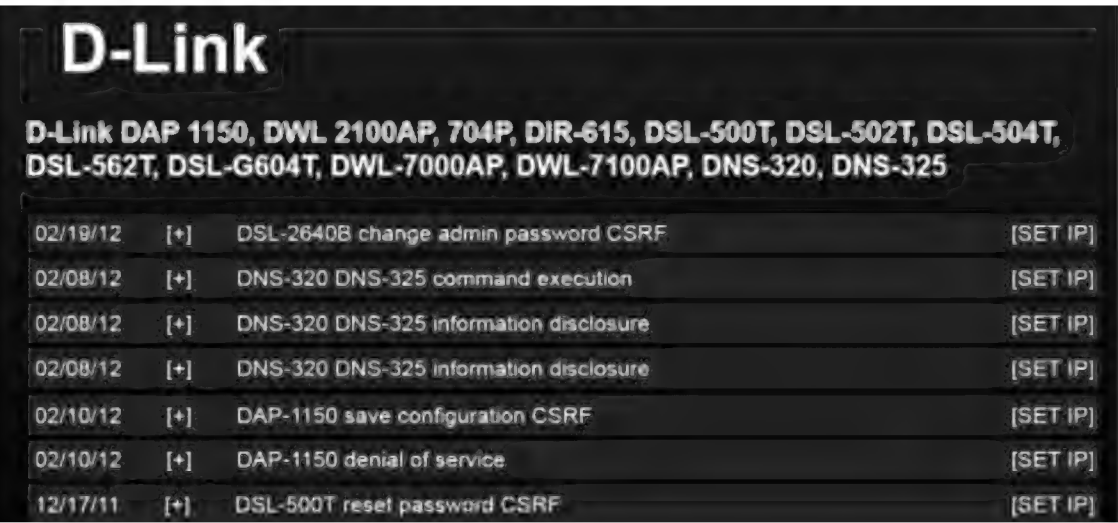 D-Link
D-Link DAP 1150, DWL 2100AP, 704P, DIR-615, DSL-500T, DSL-502T, DSL-504T,
DSL-562T, DSL-G604T, DWL-7000AP, DWL-7100AP, DNS-320, DNS-325
02/19/12 [+] DSL-2640B change admin password CSRF [SET IP]
02/08/12 [+] DNS-320 DNS-325 command execution [SET IP]
02/08/12 [+] DNS-320 DNS-325 information disclosure [SET IP]
02/08/12 [+] DNS-320 DNS-325 information disclosure [SET IP]
02/10/12 [+] DAP-1150 save configuration CSRF [SET IP]
02/10/12 [+] DAP-1150 denial of service [SET IP]
12/17/11 [+] DSL-500T reset password CSRF [SET IP]